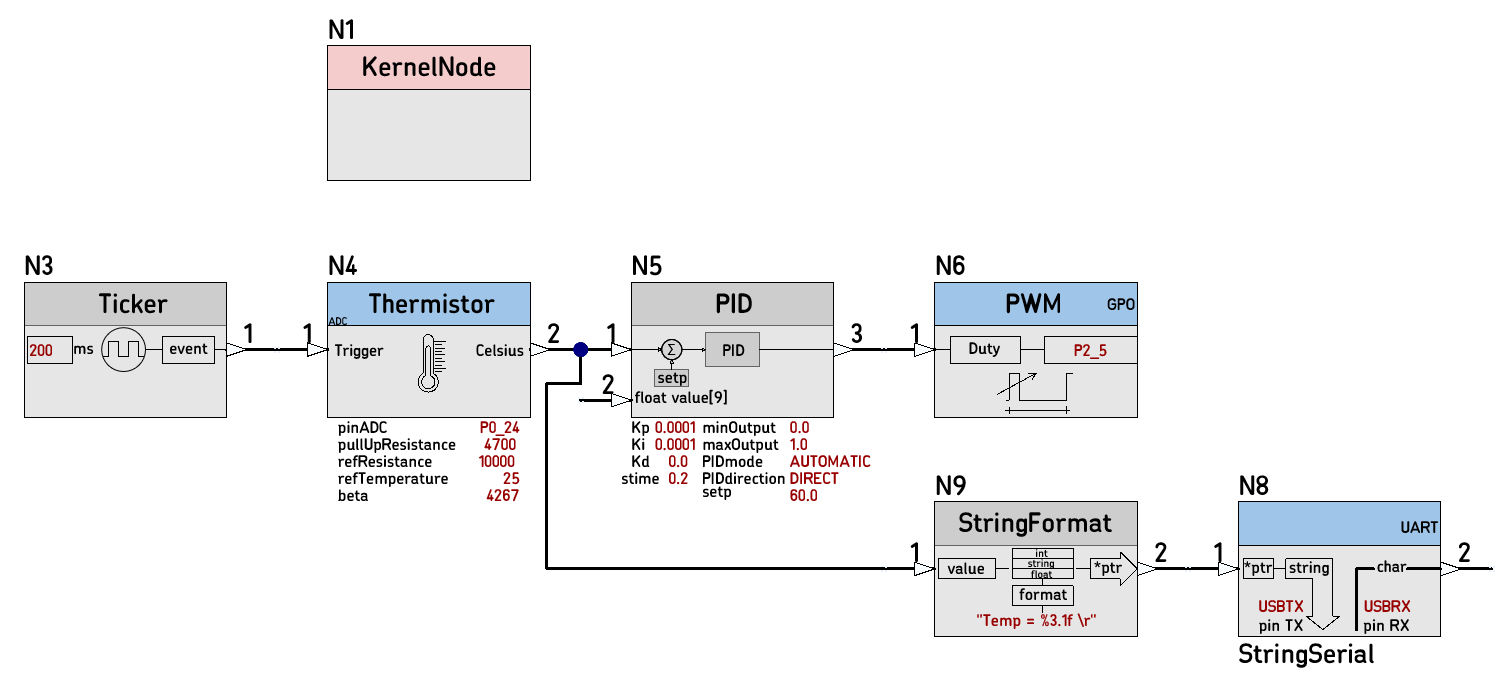 N1
KernelNode
N3
Ticker
200 ms
event
1
N4
Thermistor
ADC
1
Trigger
Celsius
2
pinADC P0_24
pullUpResistance 4700
refResistance 10000
refTemperature 25
beta 4267
N5
PID
1
Σ
PID
setp
2
float value[9]
3
Kp 0.0001 minOutput 0.0
Ki 0.0001 maxOutput 1.0
Kd 0.0 PIDmode AUTOMATIC
stime 0.2 PIDdirection DIRECT
setp 60.0
N6
PWM GPO
1
Duty
P2_5
N9
StringFormat
1
value
int
string
float
*ptr
format
"Temp = %3.1f \r"
2
N8
UART
1
*ptr
string
char
2
USBTX USBRX
pin TX pin RX
StringSerial